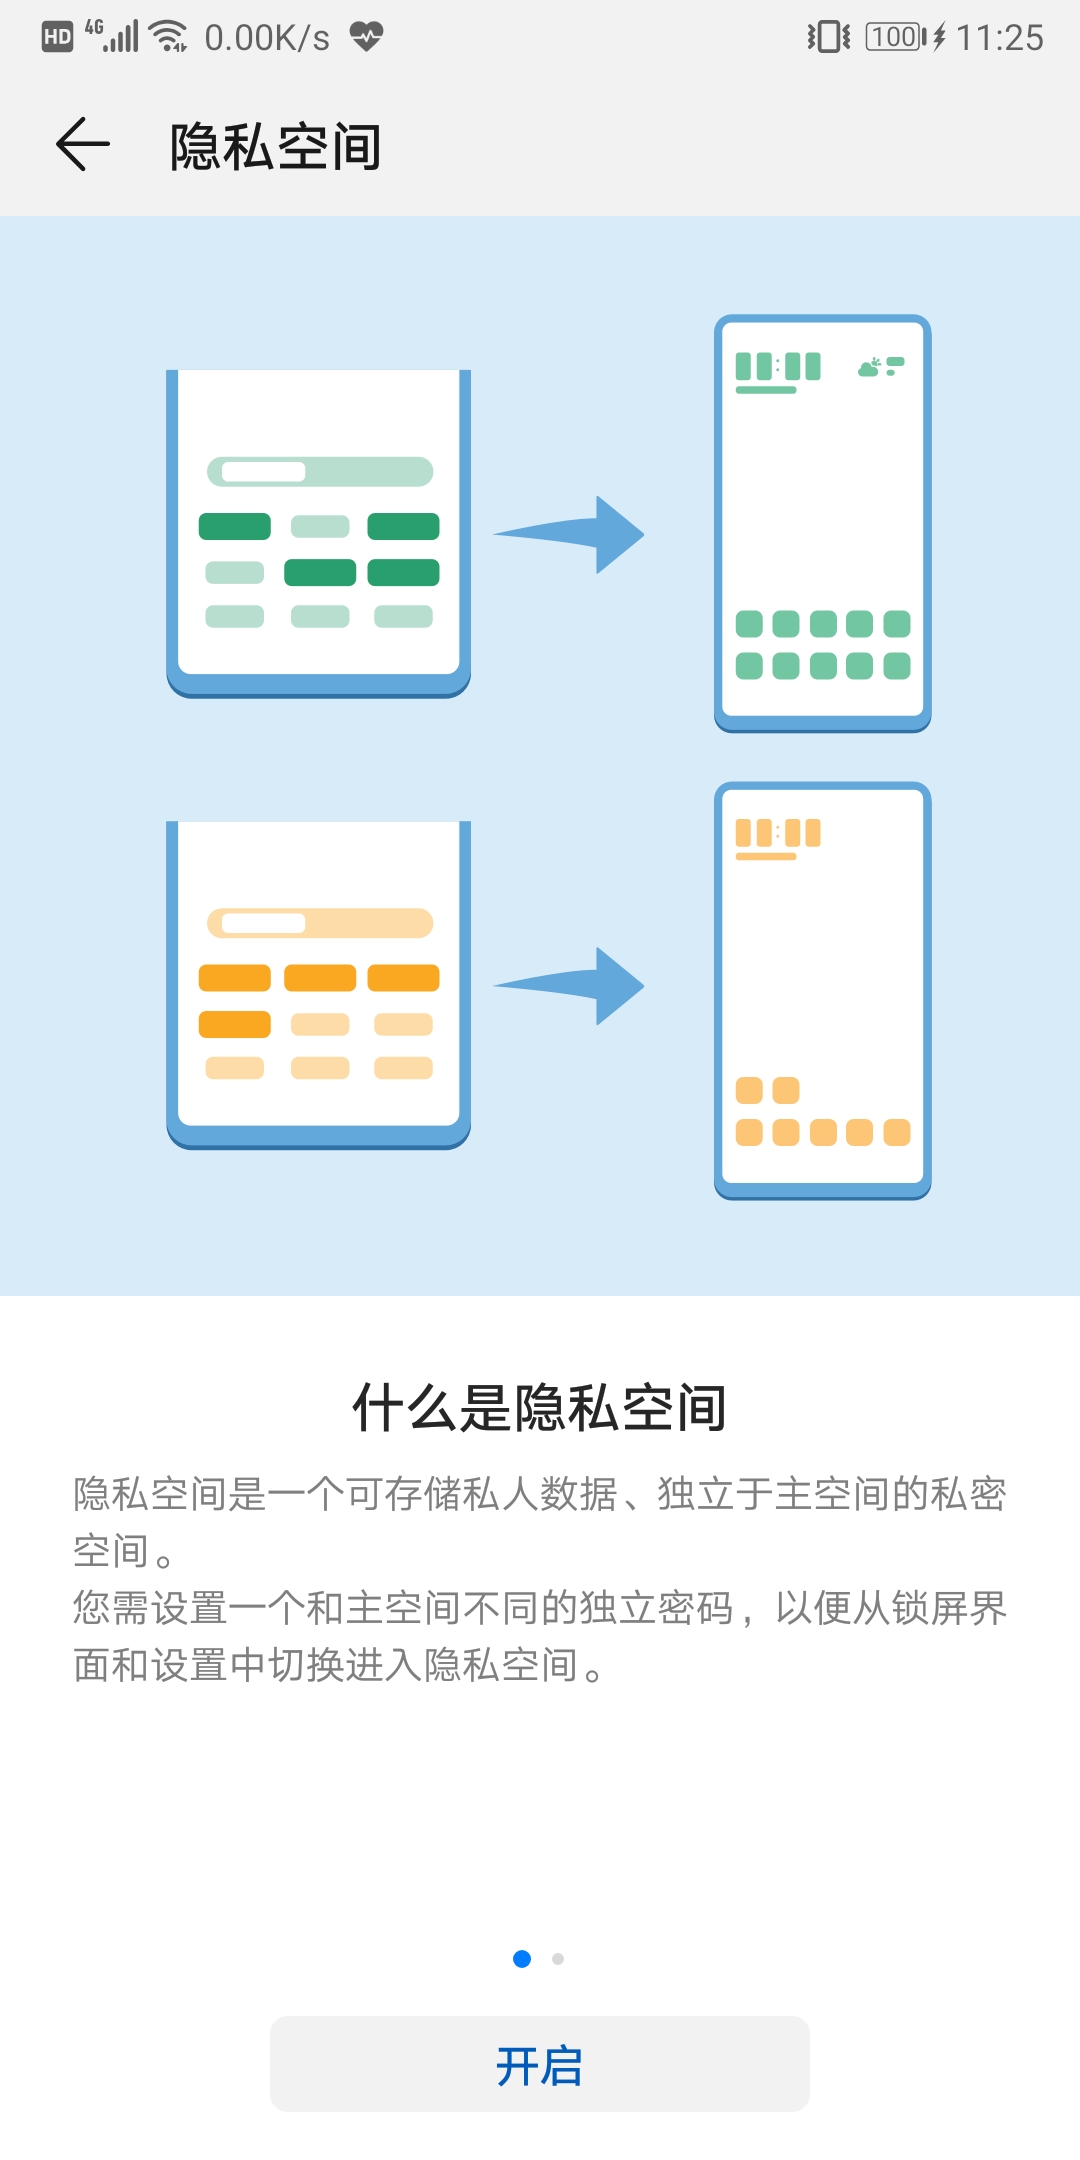 HD 4G 0.00K/s 100 11:25
隐私空间
什么是隐私空间
隐私空间是一个可存储私人数据、独立于主空间的私密
空间。
您需设置一个和主空间不同的独立密码，以便从锁屏界
面和设置中切换进入隐私空间。
开启